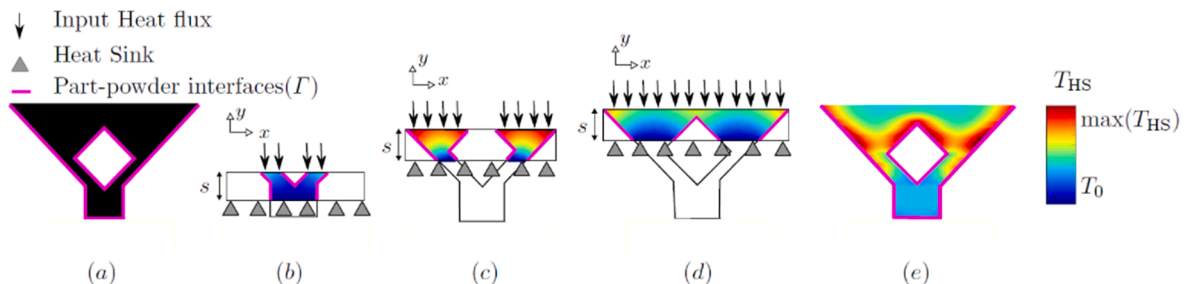 Input Heat flux
Heat Sink
Part-powder interfaces(Γ)
y
x
s
y
x
s
y
x
s
T_HS
max(T_HS)
T_0
(a)
(b)
(c)
(d)
(e)